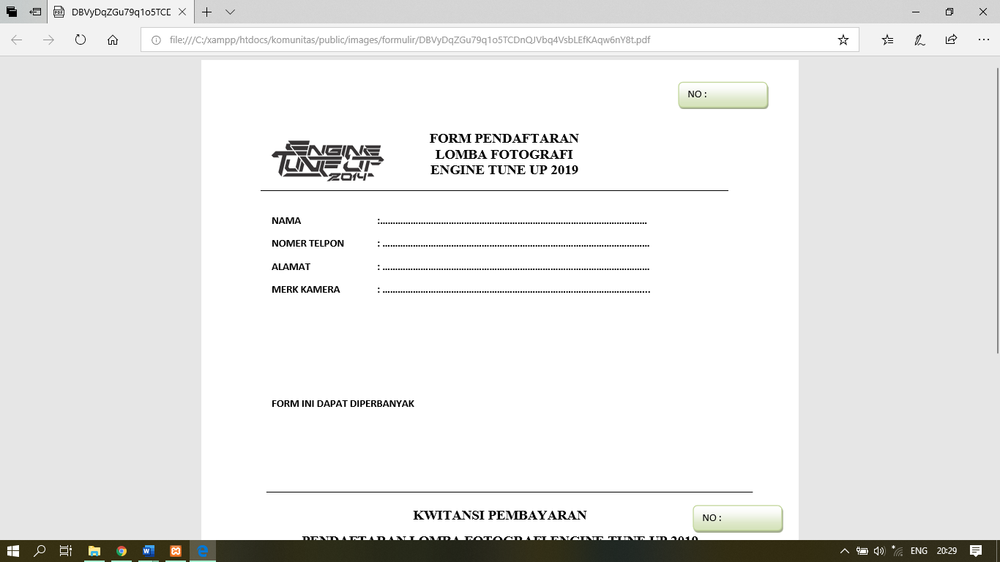 DBVyDqZGu79q1o5TCD
file:///C:/xampp/htdocs/komunitas/public/images/formulir/DBVyDqZGu79q1o5TCDnQJVbq4VsbLEfKAqw6nY8t.pdf
NO :
ENGINE
TUNE UP
2014
FORM PENDAFTARAN
LOMBA FOTOGRAFI
ENGINE TUNE UP 2019
NAMA :...............................................................................................
NOMER TELPON : ...............................................................................................
ALAMAT : ...............................................................................................
MERK KAMERA : ................................................................................................
FORM INI DAPAT DIPERBANYAK
KWITANSI PEMBAYARAN
NO :
PENDAFTARAN LOMBA FOTOGRAFI ENGINE TUNE UP 2019
ENG 20:29